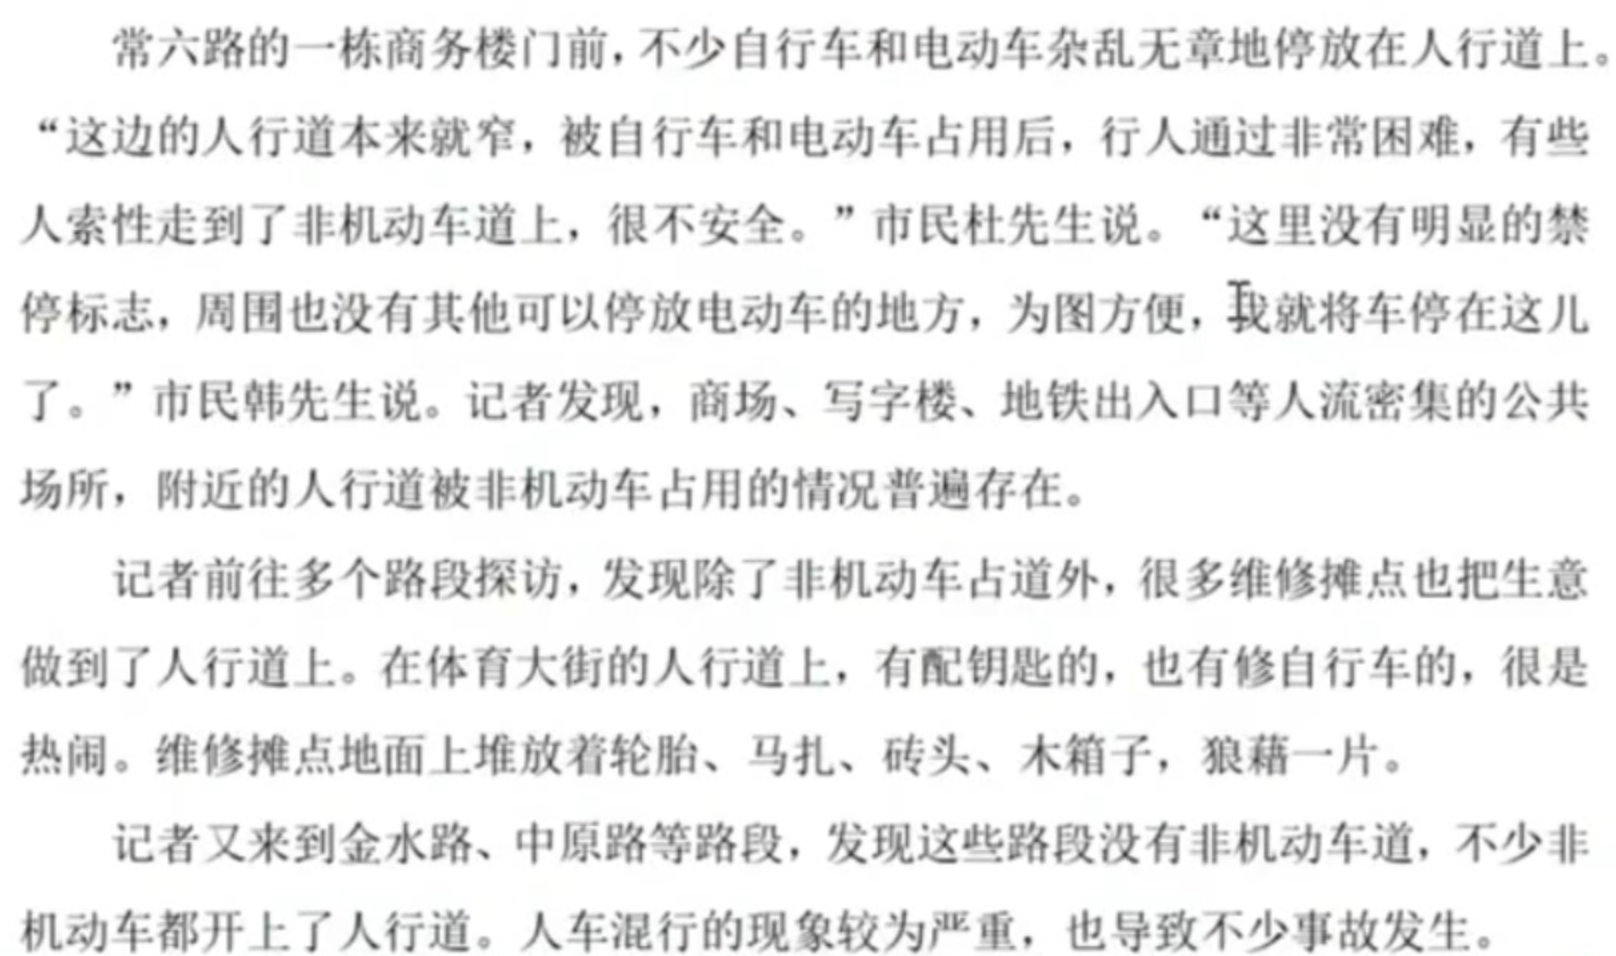 常六路的一栋商务楼门前，不少自行车和电动车杂乱无章地停放在人行道上。
“这边的人行道本来就窄，被自行车和电动车占用后，行人通过非常困难，有些
人索性走到了非机动车道上，很不安全。”市民杜先生说。“这里没有明显的禁
停标志，周围也没有其他可以停放电动车的地方，为图方便，我就将车停在这儿
了。”市民韩先生说。记者发现，商场、写字楼、地铁出入口等人流密集的公共
场所，附近的人行道被非机动车占用的情况普遍存在。
记者前往多个路段探访，发现除了非机动车占道外，很多维修摊点也把生意
做到了人行道上。在体育大街的人行道上，有配钥匙的，也有修自行车的，很是
热闹。维修摊点地面上堆放着轮胎、马扎、砖头、木箱子，狼藉一片。
记者又来到金水路、中原路等路段，发现这些路段没有非机动车道，不少非
机动车都开上了人行道。人车混行的现象较为严重，也导致不少事故发生。